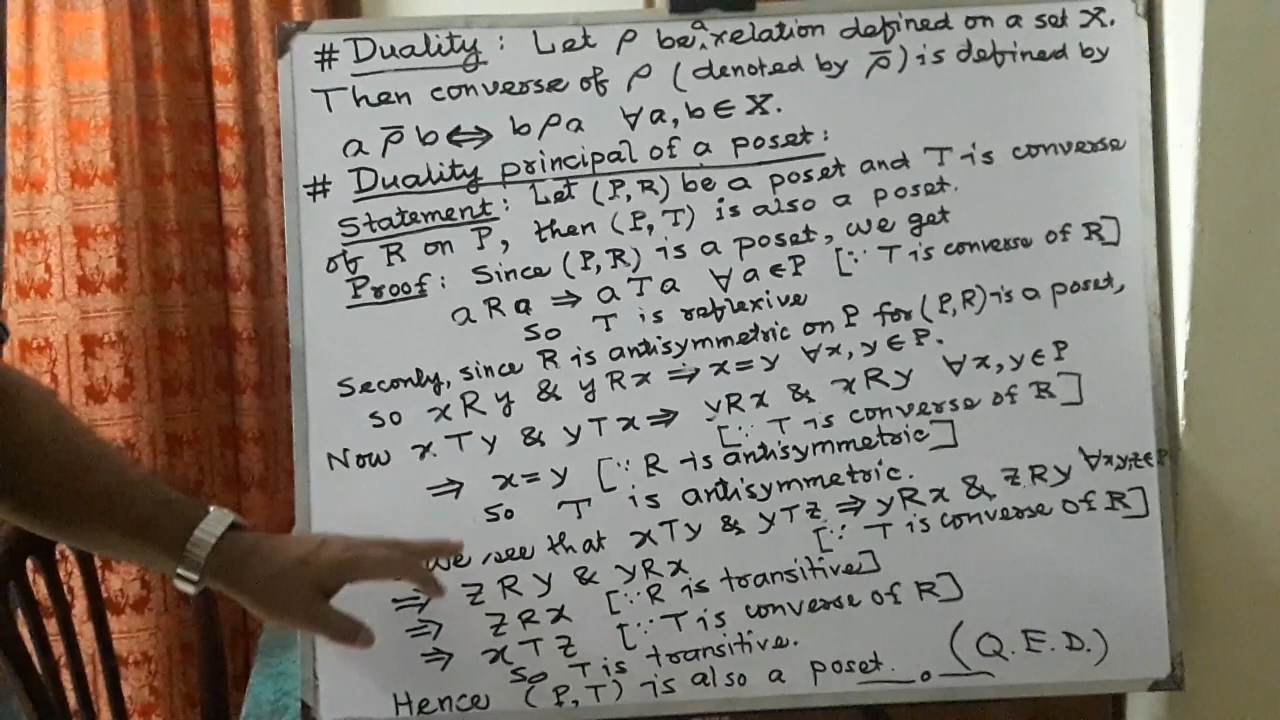 # Duality : Let ρ be a relation defined on a set X.
Then converse of ρ (denoted by ρ̄) is defined by
a ρ̄ b ⇔ b ρ a ∀a, b ∈ X.
# Duality principal of a poset :
Statement : Let (P, R) be a poset and T is converse
of R on P, then (P, T) is also a poset.
Proof : Since (P, R) is a poset, we get
a R a ⇒ a T a ∀ a ∈ P [∵ T is converse of R]
So T is reflexive
Seconly, since R is antisymmetric on P for (P, R) is a poset,
so x R y & y R x ⇒ x = y ∀x, y ∈ P.
Now x T y & y T x ⇒ y R x & x R y ∀x, y ∈ P
[∵ T is converse of R]
⇒ x = y [∵ R is antisymmetric]
So T is antisymmetric.
we see that x T y & y T z ⇒ y R x & z R y ∀x,y,z ∈ P
[∵ T is converse of R]
⇒ z R y & y R x
⇒ z R x [∵ R is transitive]
⇒ x T z [∵ T is converse of R]
So T is transitive.
Hence (P, T) is also a poset. (Q.E.D.)